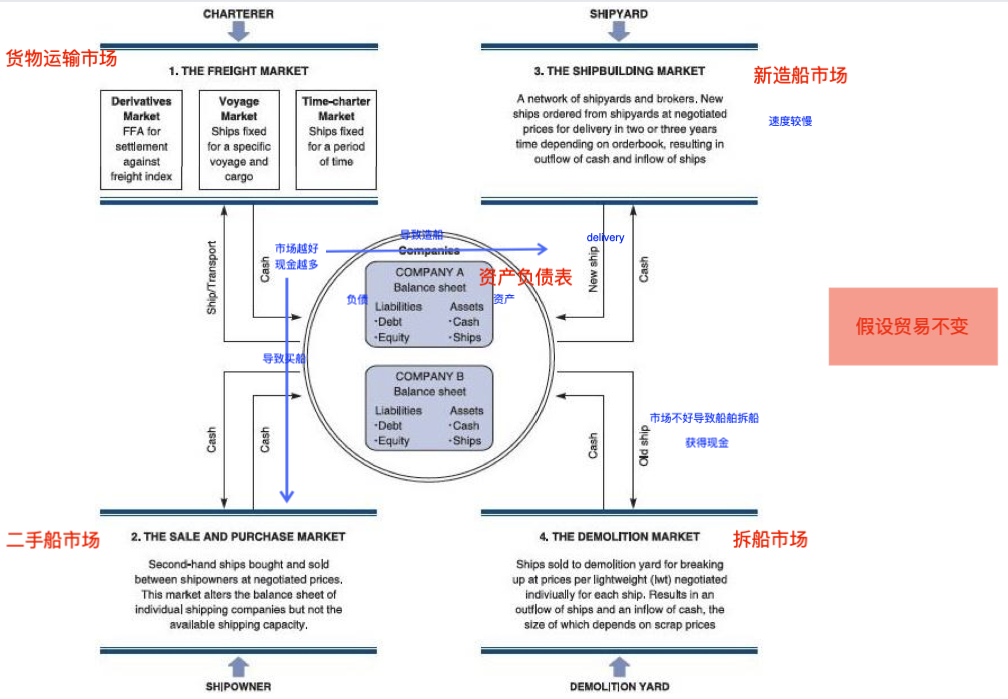 CHARTERER
SHIPYARD
货物运输市场
1. THE FREIGHT MARKET
Derivatives
Market
FFA for
settlement
against
freight index
Voyage
Market
Ships fixed
for a specific
voyage and
cargo
Time-charter
Market
Ships fixed
for a period
of time
3. THE SHIPBUILDING MARKET
新造船市场
A network of shipyards and brokers. New
ships ordered from shipyards at negotiated
prices for delivery in two or three years
time depending on orderbook, resulting in
outflow of cash and inflow of ships
速度较慢
Ship/Transport
Cash
市场越好
现金越多
导致造船
Companies
delivery
New ship
Cash
COMPANY A
Balance sheet
资产负债表
负债
Liabilities
Assets
资产
·Debt
·Cash
·Equity
·Ships
假设贸易不变
导致买船
COMPANY B
Balance sheet
Liabilities
Assets
·Debt
·Cash
·Equity
·Ships
Cash
Cash
Cash
Old ship
市场不好导致船舶拆船
获得现金
二手船市场
2. THE SALE AND PURCHASE MARKET
Second-hand ships bought and sold
between shipowners at negotiated prices.
This market alters the balance sheet of
individual shipping companies but not the
available shipping capacity.
4. THE DEMOLITION MARKET
拆船市场
Ships sold to demolition yard for breaking
up at prices per lightweight (lwt) negotiated
indiviually for each ship. Results in an
outflow of ships and an inflow of cash, the
size of which depends on scrap prices
SHIPOWNER
DEMOLITION YARD